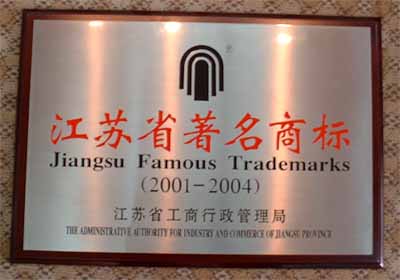 ®
江苏省著名商标
Jiangsu Famous Trademarks
(2001-2004)
江苏省工商行政管理局
THE ADMINISTRATIVE AUTHORITY FOR INDUSTRY AND COMMERCE OF JIANGSU PROVINCE